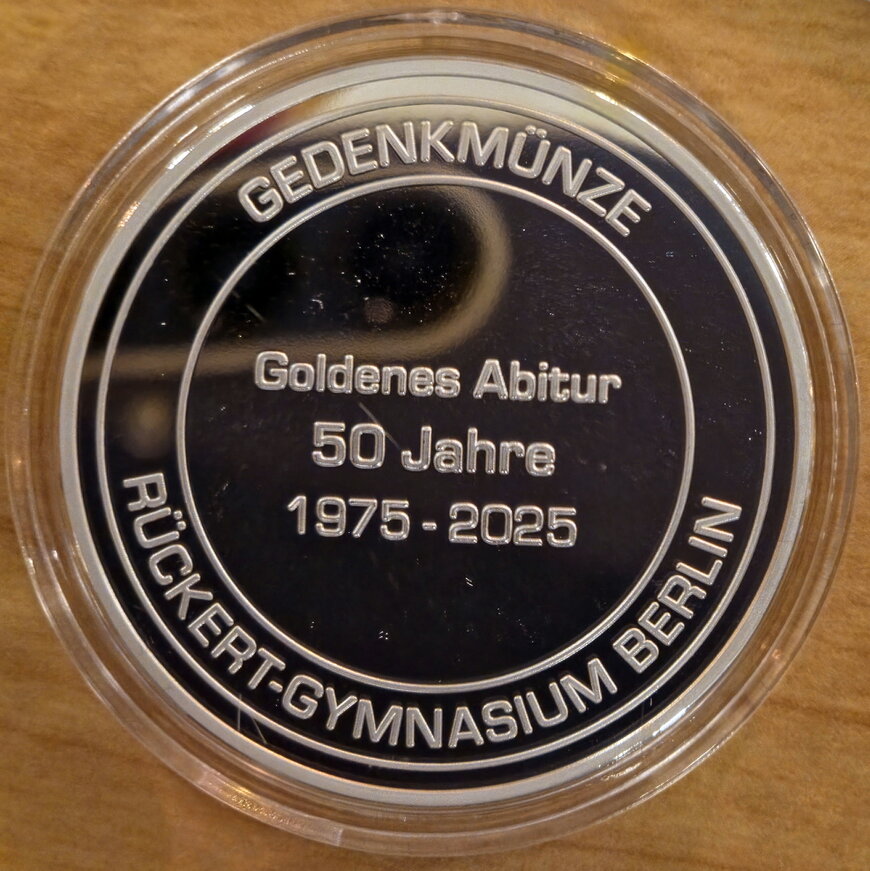 GEDENKMÜNZE
Goldenes Abitur
50 Jahre
1975 - 2025
RÜCKERT-GYMNASIUM BERLIN